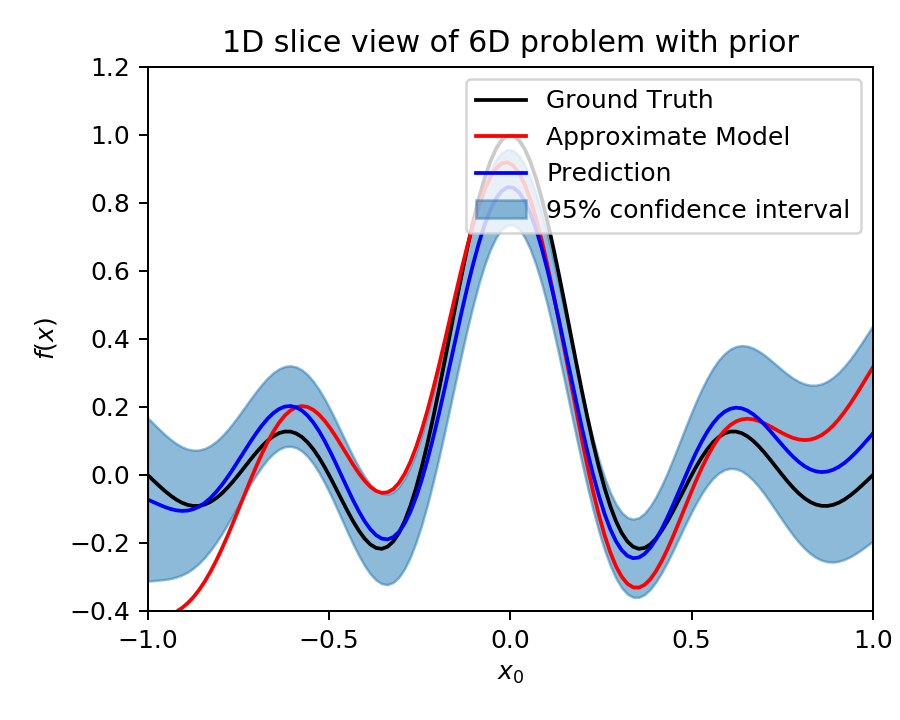 1D slice view of 6D problem with prior
1.2
1.0
0.8
0.6
0.4
0.2
0.0
−0.2
−0.4
f(x)
Ground Truth
Approximate Model
Prediction
95% confidence interval
−1.0 −0.5 0.0 0.5 1.0
x₀